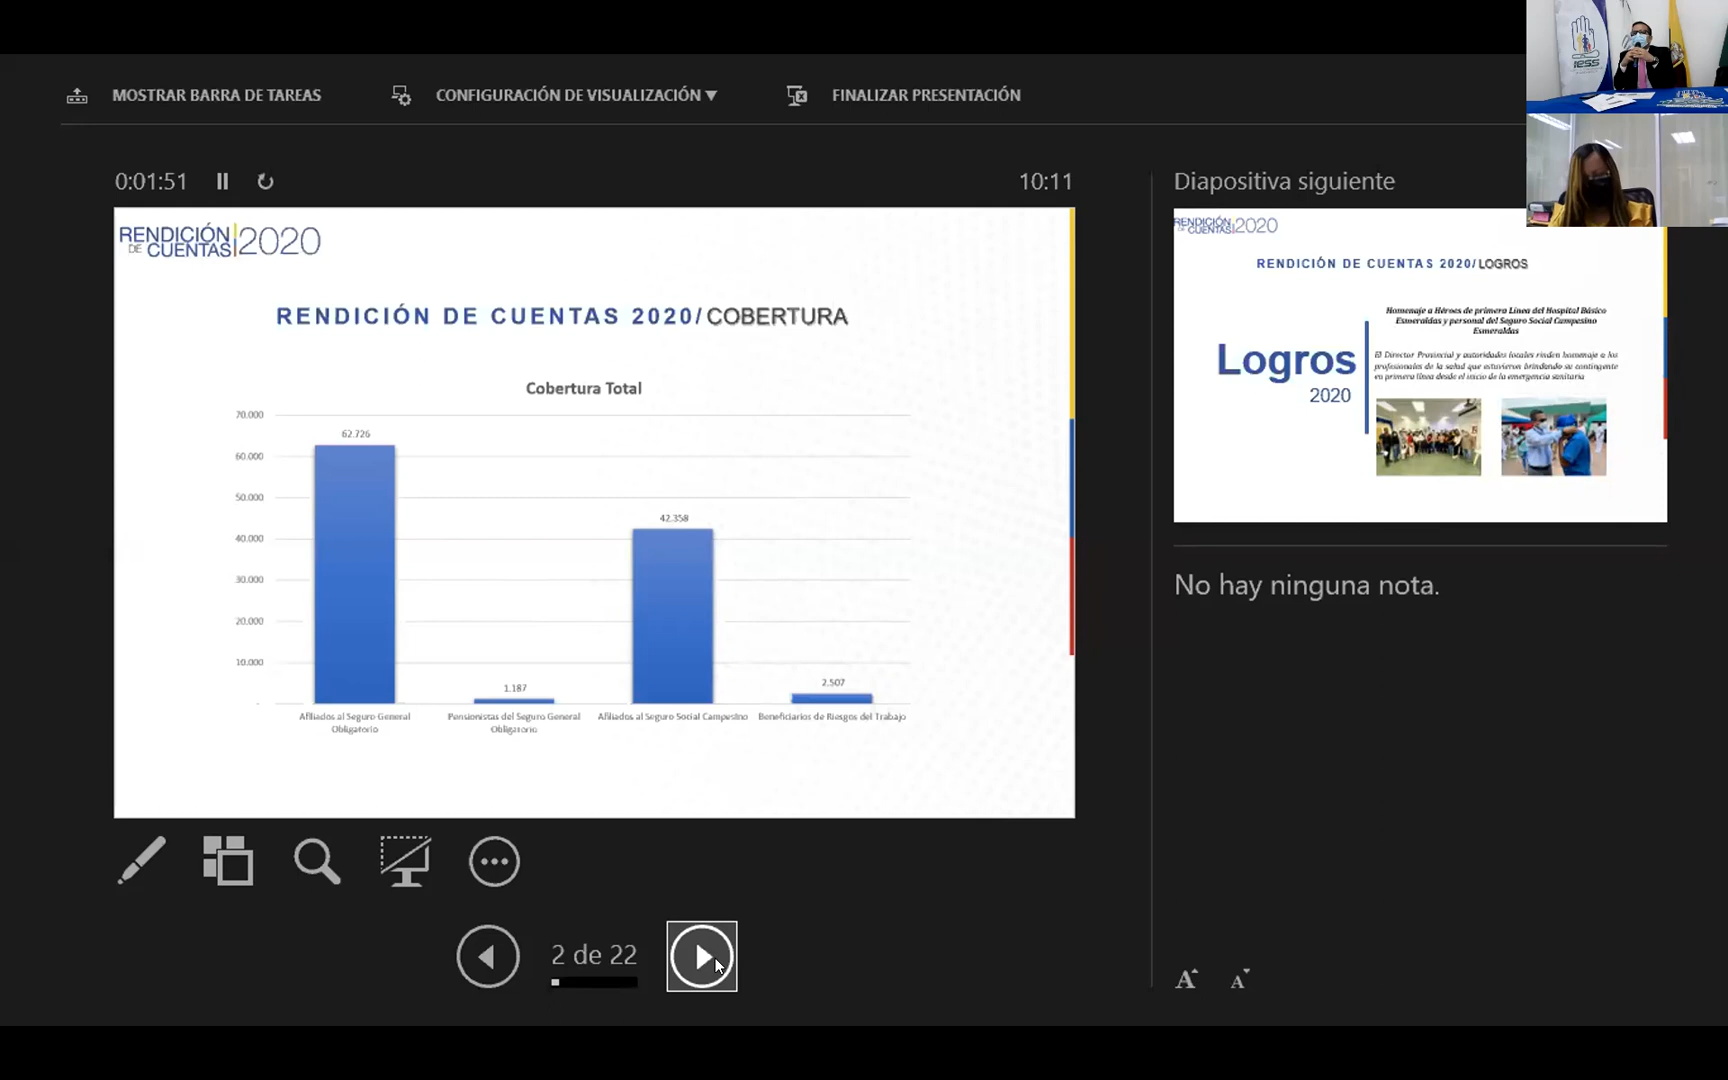 MOSTRAR BARRA DE TAREAS
CONFIGURACIÓN DE VISUALIZACIÓN ▼
FINALIZAR PRESENTACIÓN
IESS
0:01:51
10:11
RENDICIÓN
DE CUENTAS 2020
RENDICIÓN DE CUENTAS 2020/COBERTURA
Cobertura Total
70.000
60.000
50.000
40.000
30.000
20.000
10.000
-
62.726
1.187
42.358
2.507
Afiliados al Seguro General
Obligatorio
Pensionistas del Seguro General
Obligatorio
Afiliados al Seguro Social Campesino
Beneficiarios de Riesgos del Trabajo
2 de 22
Diapositiva siguiente
RENDICIÓN
DE CUENTAS 2020
RENDICIÓN DE CUENTAS 2020/LOGROS
Logros
2020
Homenaje a Héroes de primera Línea del Hospital Básico
Esmeraldas y personal del Seguro Social Campesino
Esmeraldas
El Director Provincial y autoridades locales rinden homenaje a los
profesionales de la salud que estuvieron brindando su contingente
en primera línea desde el inicio de la emergencia sanitaria
No hay ninguna nota.
A A